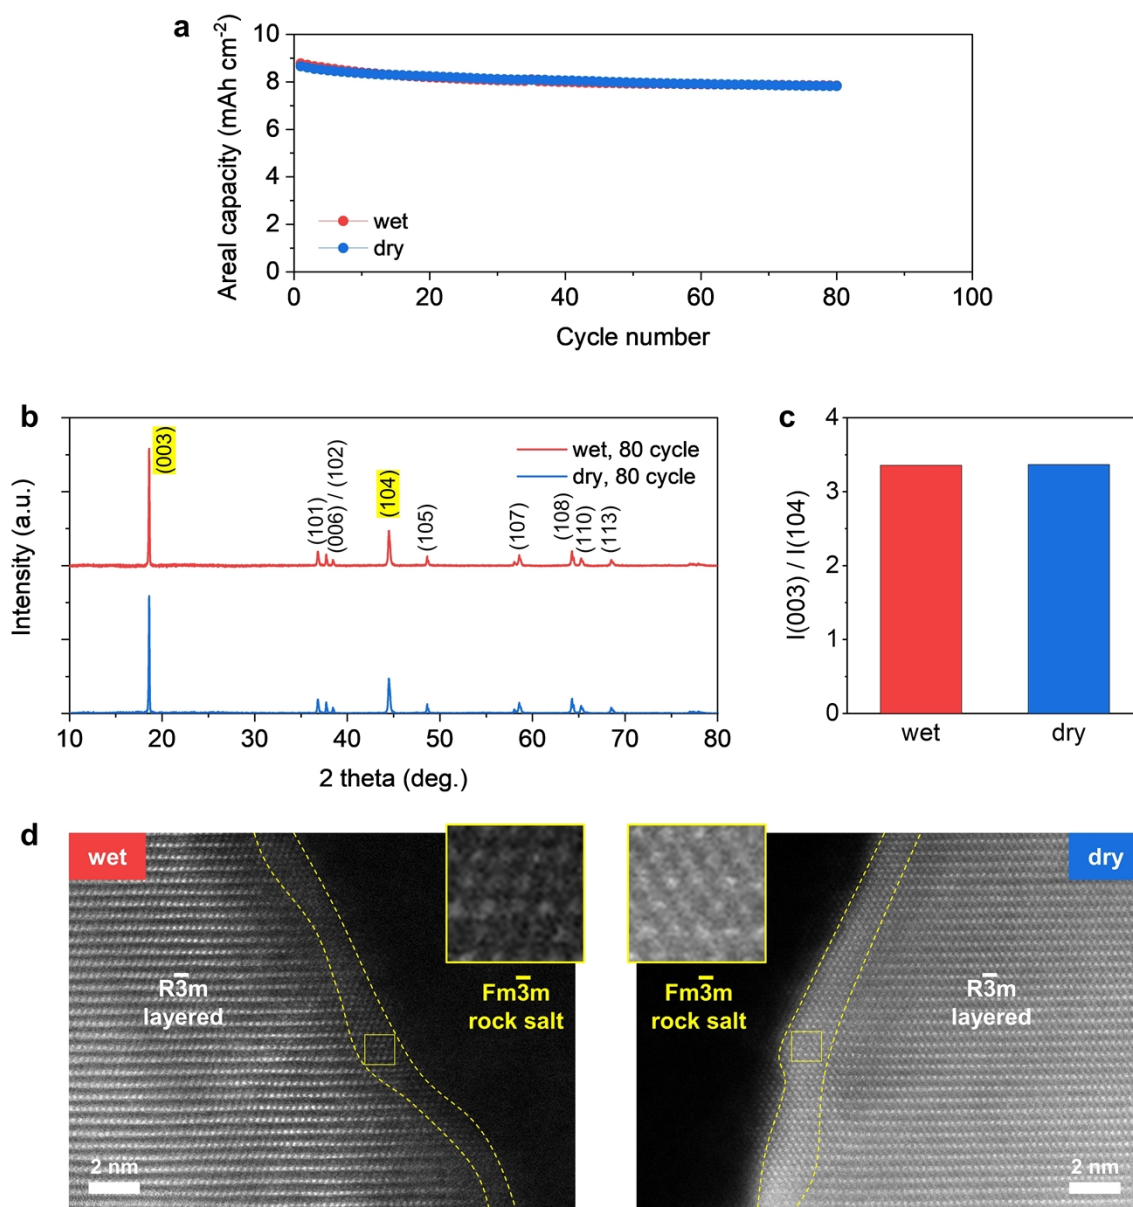 a
Areal capacity (mAh cm⁻²)
10
8
6
4
2
0
wet
dry
0
20
40
60
80
100
Cycle number
b
Intensity (a.u.)
(003)
(101)
(006) / (102)
(104)
(105)
(107)
(108)
(110)
(113)
wet, 80 cycle
dry, 80 cycle
10
20
30
40
50
60
70
80
2 theta (deg.)
c
I(003) / I(104)
4
3
2
1
0
wet
dry
d
wet
R3̅m
layered
Fm3̅m
rock salt
2 nm
dry
Fm3̅m
rock salt
R3̅m
layered
2 nm